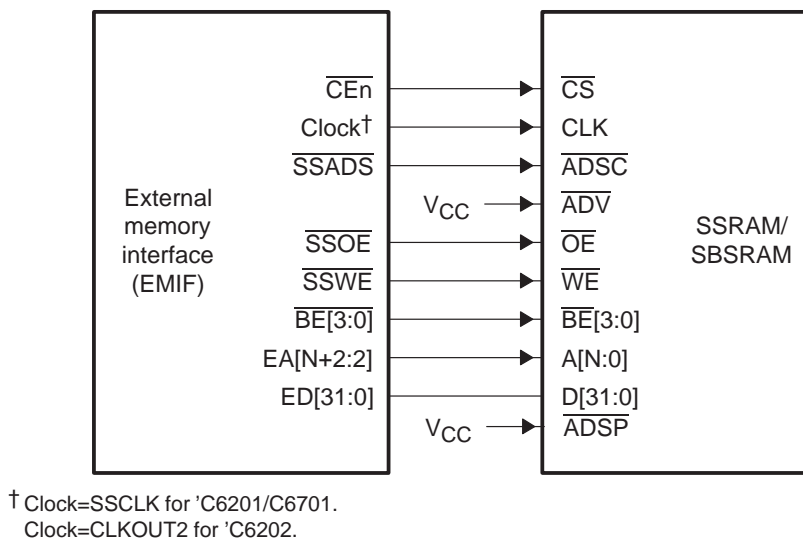 External
memory
interface
(EMIF)
CEn
Clock†
SSADS
SSOE
SSWE
BE[3:0]
EA[N+2:2]
ED[31:0]
VCC
VCC
CS
CLK
ADSC
ADV
OE
WE
BE[3:0]
A[N:0]
D[31:0]
ADSP
SSRAM/
SBSRAM
† Clock=SSCLK for ’C6201/C6701.
Clock=CLKOUT2 for ’C6202.